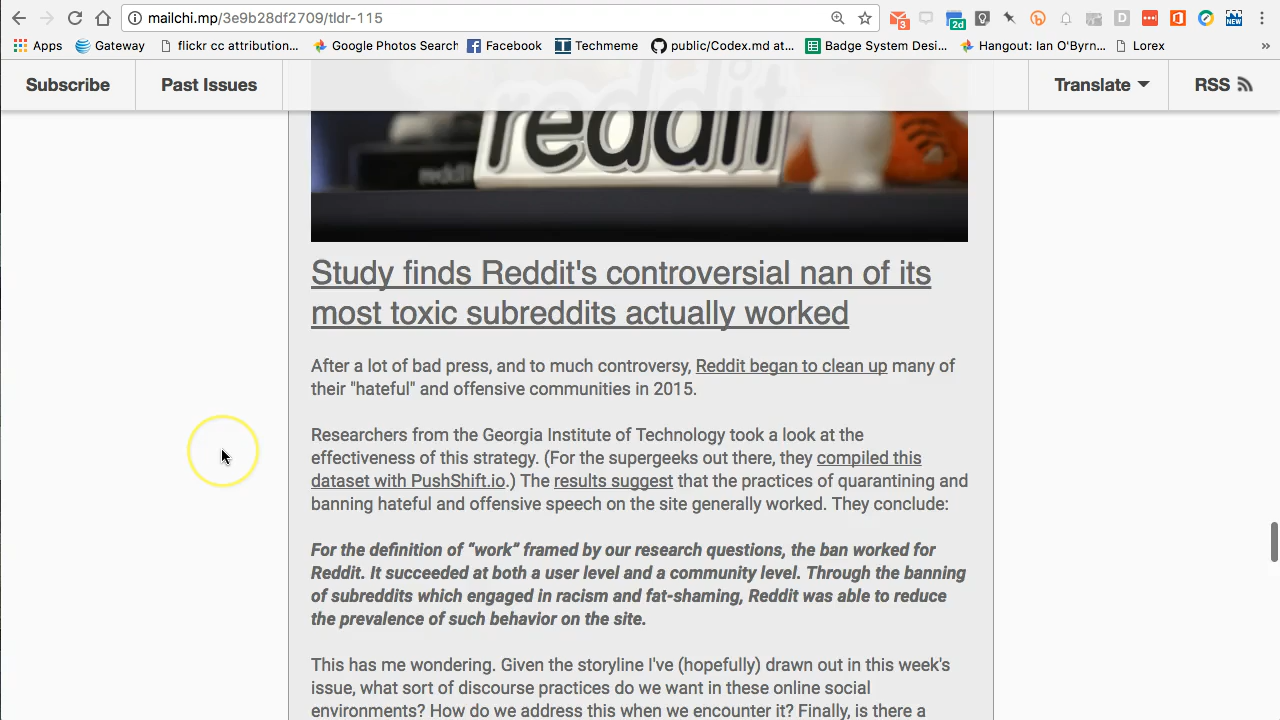 mailchi.mp/3e9b28df2709/tldr-115
3
2d
D
NEW
Apps Gateway flickr cc attribution... Google Photos Search Facebook Techmeme public/Codex.md at... Badge System Desi... Hangout: Ian O'Byrn... Lorex »
Subscribe Past Issues Translate RSS
reddit
reddit
Study finds Reddit's controversial nan of its
most toxic subreddits actually worked
After a lot of bad press, and to much controversy, Reddit began to clean up many of
their "hateful" and offensive communities in 2015.
Researchers from the Georgia Institute of Technology took a look at the
effectiveness of this strategy. (For the supergeeks out there, they compiled this
dataset with PushShift.io.) The results suggest that the practices of quarantining and
banning hateful and offensive speech on the site generally worked. They conclude:
For the definition of “work” framed by our research questions, the ban worked for
Reddit. It succeeded at both a user level and a community level. Through the banning
of subreddits which engaged in racism and fat-shaming, Reddit was able to reduce
the prevalence of such behavior on the site.
This has me wondering. Given the storyline I've (hopefully) drawn out in this week's
issue, what sort of discourse practices do we want in these online social
environments? How do we address this when we encounter it? Finally, is there a